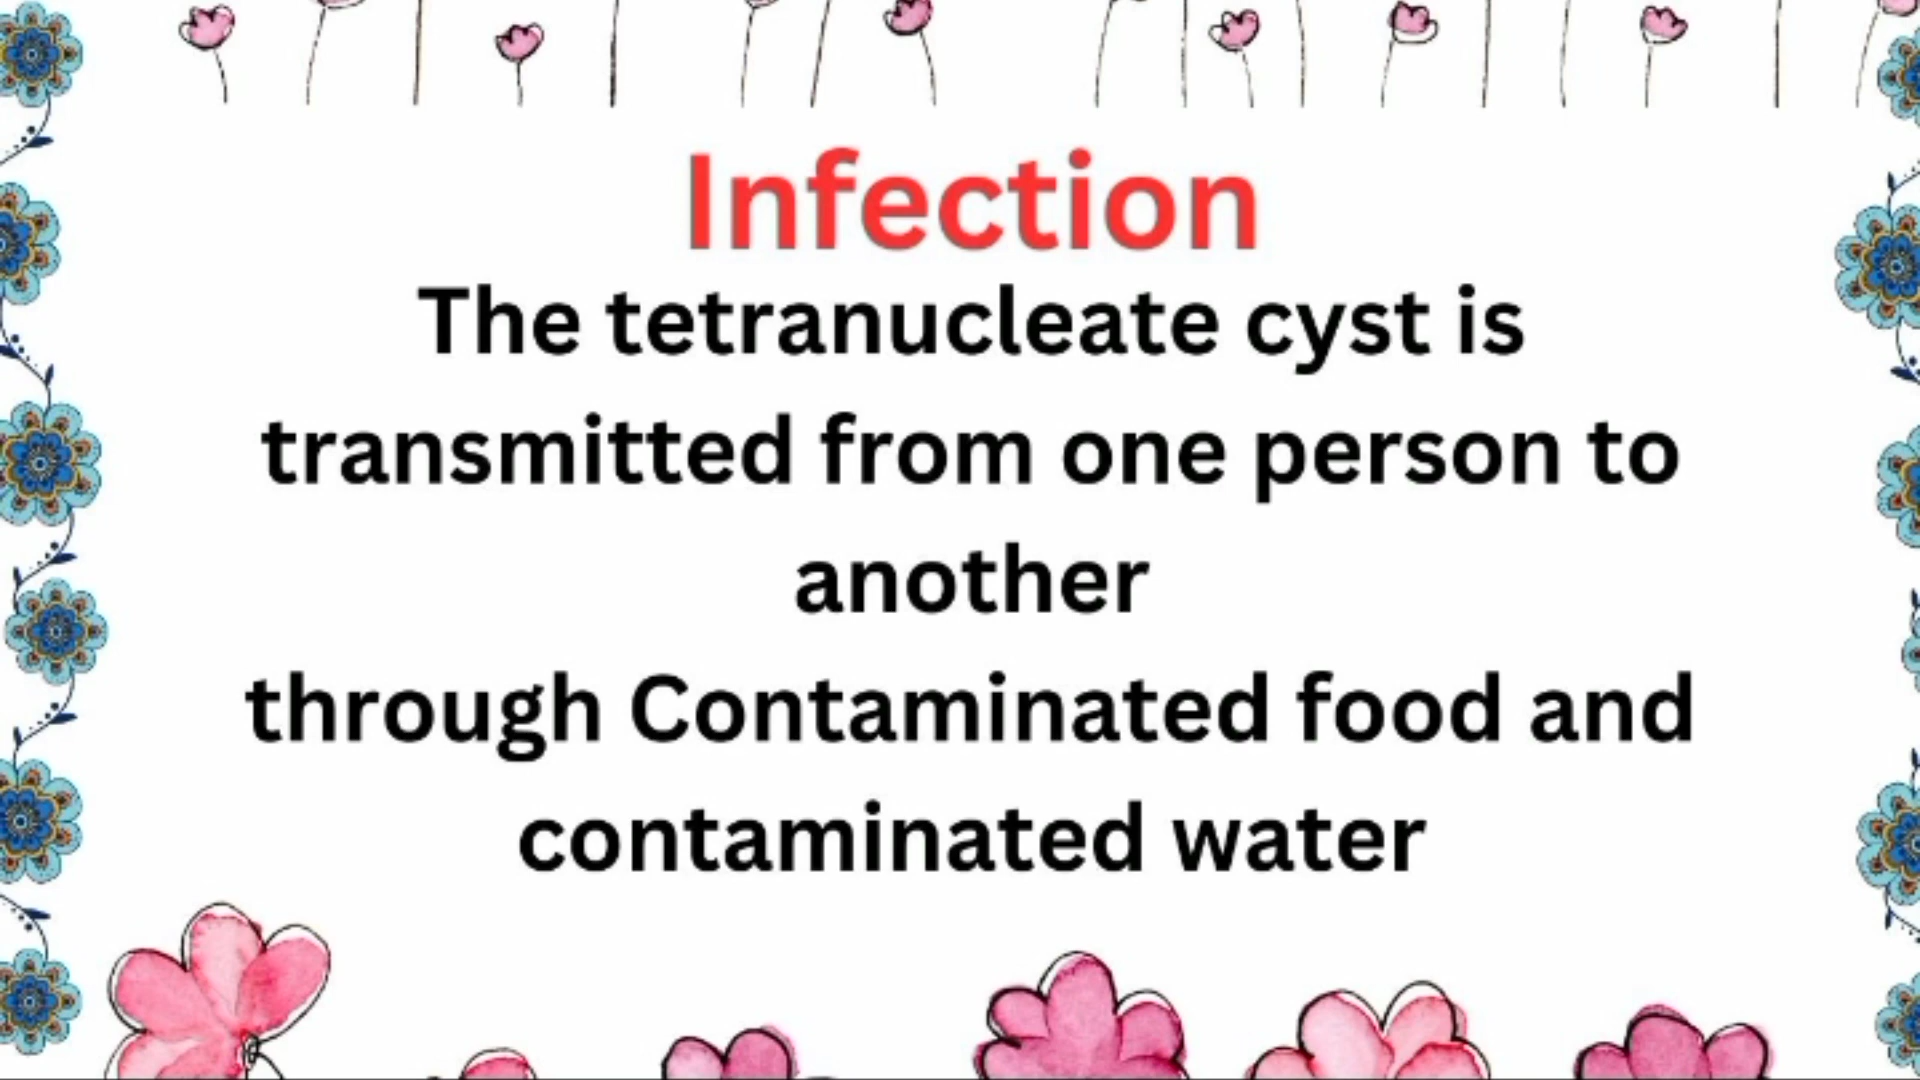 Infection
The tetranucleate cyst is
transmitted from one person to
another
through Contaminated food and
contaminated water